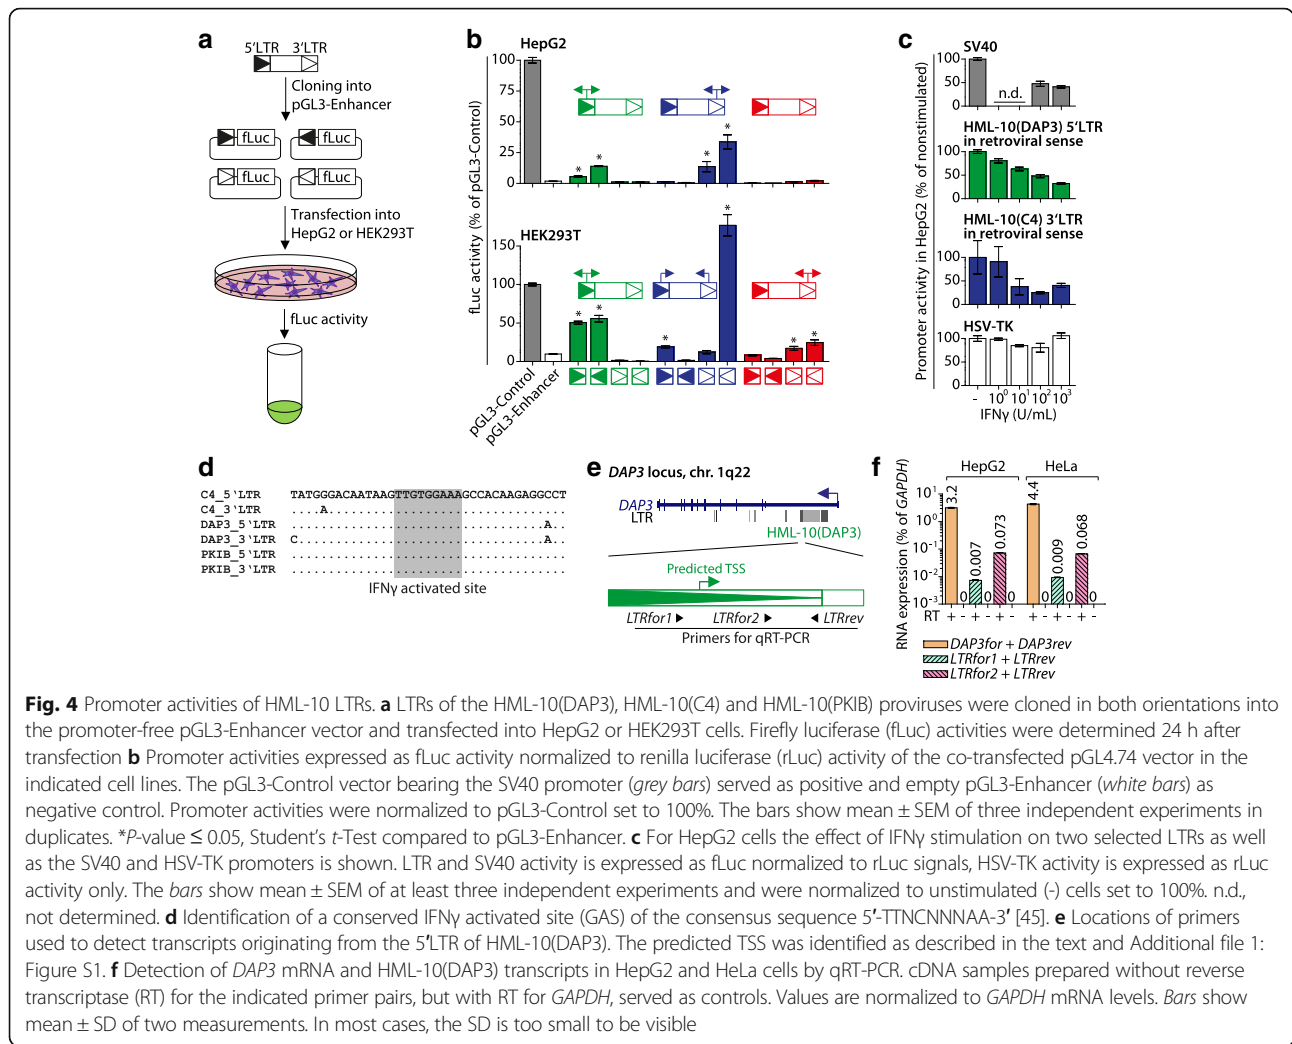 a
5'LTR 3'LTR
Cloning into
pGL3-Enhancer
fLuc fLuc
fLuc fLuc
Transfection into
HepG2 or HEK293T
fLuc activity
b
HepG2
fLuc activity (% of pGL3-Control)
100
75
50
25
0
* * * *
HEK293T
150
100
50
0
* * * * * *
pGL3-Control
pGL3-Enhancer
c
Promoter activity in HepG2 (% of nonstimulated)
SV40
100
50
0
n.d.
HML-10(DAP3) 5'LTR
in retroviral sense
100
50
0
HML-10(C4) 3'LTR
in retroviral sense
100
50
0
HSV-TK
100
50
0
- 10⁰ 10¹ 10² 10³
IFNγ (U/mL)
d
C4_5'LTR TATGGGACAATAAGTTGTGGAAAGCCACAAGAGGCCT
C4_3'LTR ....A................................
DAP3_5'LTR ..................................A..
DAP3_3'LTR C.................................A..
PKIB_5'LTR .....................................
PKIB_3'LTR .....................................
IFNγ activated site
e
DAP3 locus, chr. 1q22
DAP3
LTR
HML-10(DAP3)
Predicted TSS
LTRfor1 LTRfor2 LTRrev
Primers for qRT-PCR
f
HepG2 HeLa
RNA expression (% of GAPDH)
10¹
10⁰
10⁻¹
10⁻²
10⁻³
3.2 0 0.007 0 0.073 0 4.4 0 0.009 0 0.068 0
RT + - + - + - + - + - + -
DAP3for + DAP3rev
LTRfor1 + LTRrev
LTRfor2 + LTRrev
Fig. 4 Promoter activities of HML-10 LTRs. a LTRs of the HML-10(DAP3), HML-10(C4) and HML-10(PKIB) proviruses were cloned in both orientations into
the promoter-free pGL3-Enhancer vector and transfected into HepG2 or HEK293T cells. Firefly luciferase (fLuc) activities were determined 24 h after
transfection b Promoter activities expressed as fLuc activity normalized to renilla luciferase (rLuc) activity of the co-transfected pGL4.74 vector in the
indicated cell lines. The pGL3-Control vector bearing the SV40 promoter (grey bars) served as positive and empty pGL3-Enhancer (white bars) as
negative control. Promoter activities were normalized to pGL3-Control set to 100%. The bars show mean ± SEM of three independent experiments in
duplicates. *P-value ≤ 0.05, Student's t-Test compared to pGL3-Enhancer. c For HepG2 cells the effect of IFNγ stimulation on two selected LTRs as well
as the SV40 and HSV-TK promoters is shown. LTR and SV40 activity is expressed as fLuc normalized to rLuc signals, HSV-TK activity is expressed as rLuc
activity only. The bars show mean ± SEM of at least three independent experiments and were normalized to unstimulated (-) cells set to 100%. n.d.,
not determined. d Identification of a conserved IFNγ activated site (GAS) of the consensus sequence 5′-TTNCNNNAA-3′ [45]. e Locations of primers
used to detect transcripts originating from the 5′LTR of HML-10(DAP3). The predicted TSS was identified as described in the text and Additional file 1:
Figure S1. f Detection of DAP3 mRNA and HML-10(DAP3) transcripts in HepG2 and HeLa cells by qRT-PCR. cDNA samples prepared without reverse
transcriptase (RT) for the indicated primer pairs, but with RT for GAPDH, served as controls. Values are normalized to GAPDH mRNA levels. Bars show
mean ± SD of two measurements. In most cases, the SD is too small to be visible